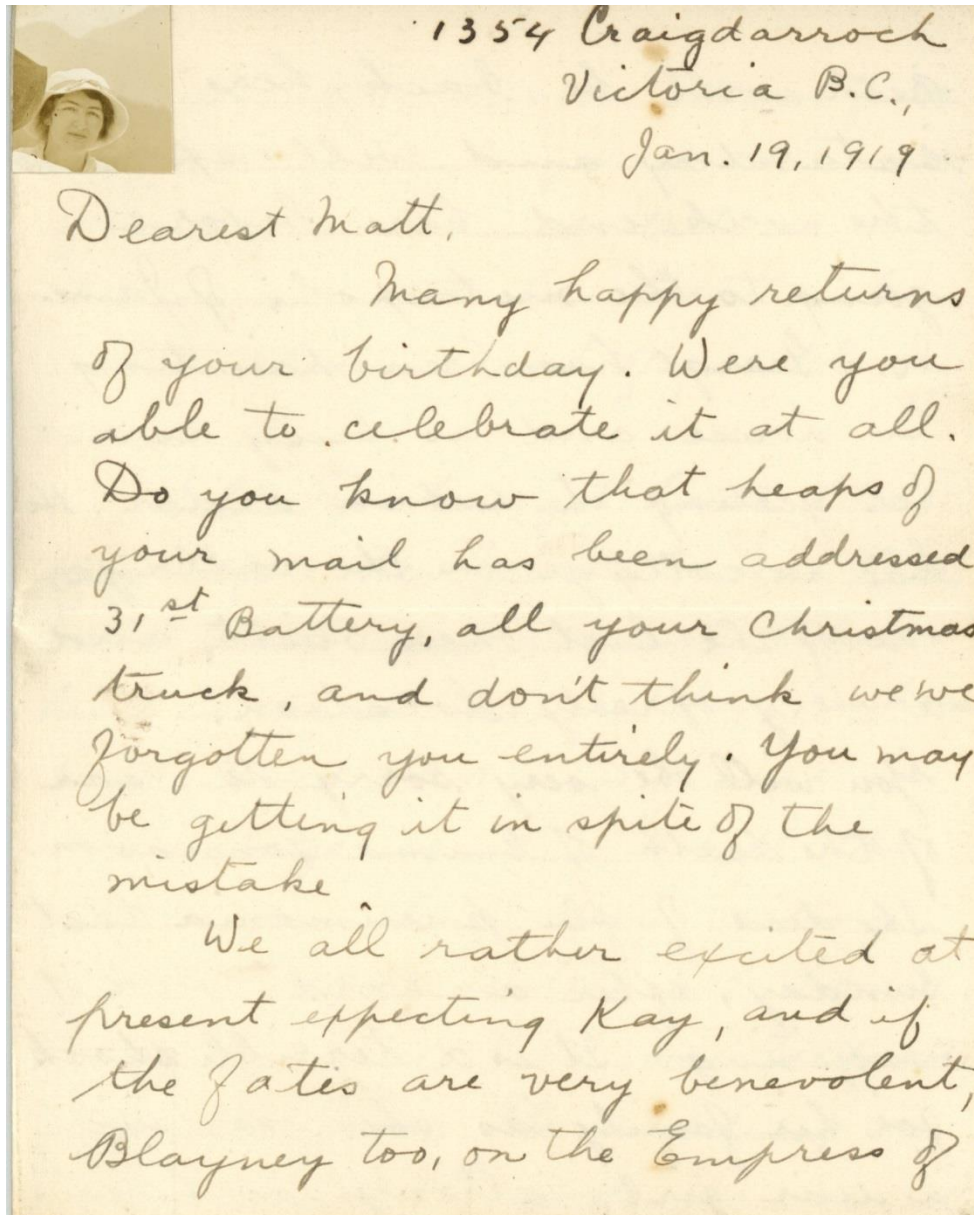 1354 Craigdarroch
Victoria B.C.,
Jan. 19, 1919
Dearest Matt,
Many happy returns
of your birthday. Were you
able to celebrate it at all.
Do you know that heaps of
your mail has been addressed
31st Battery, all your Christmas
truck, and don't think we've
forgotten you entirely. You may
be getting it in spite of the
mistake
We all rather excited at
present expecting Kay, and if
the fates are very benevolent,
Blayney too, on the Empress of